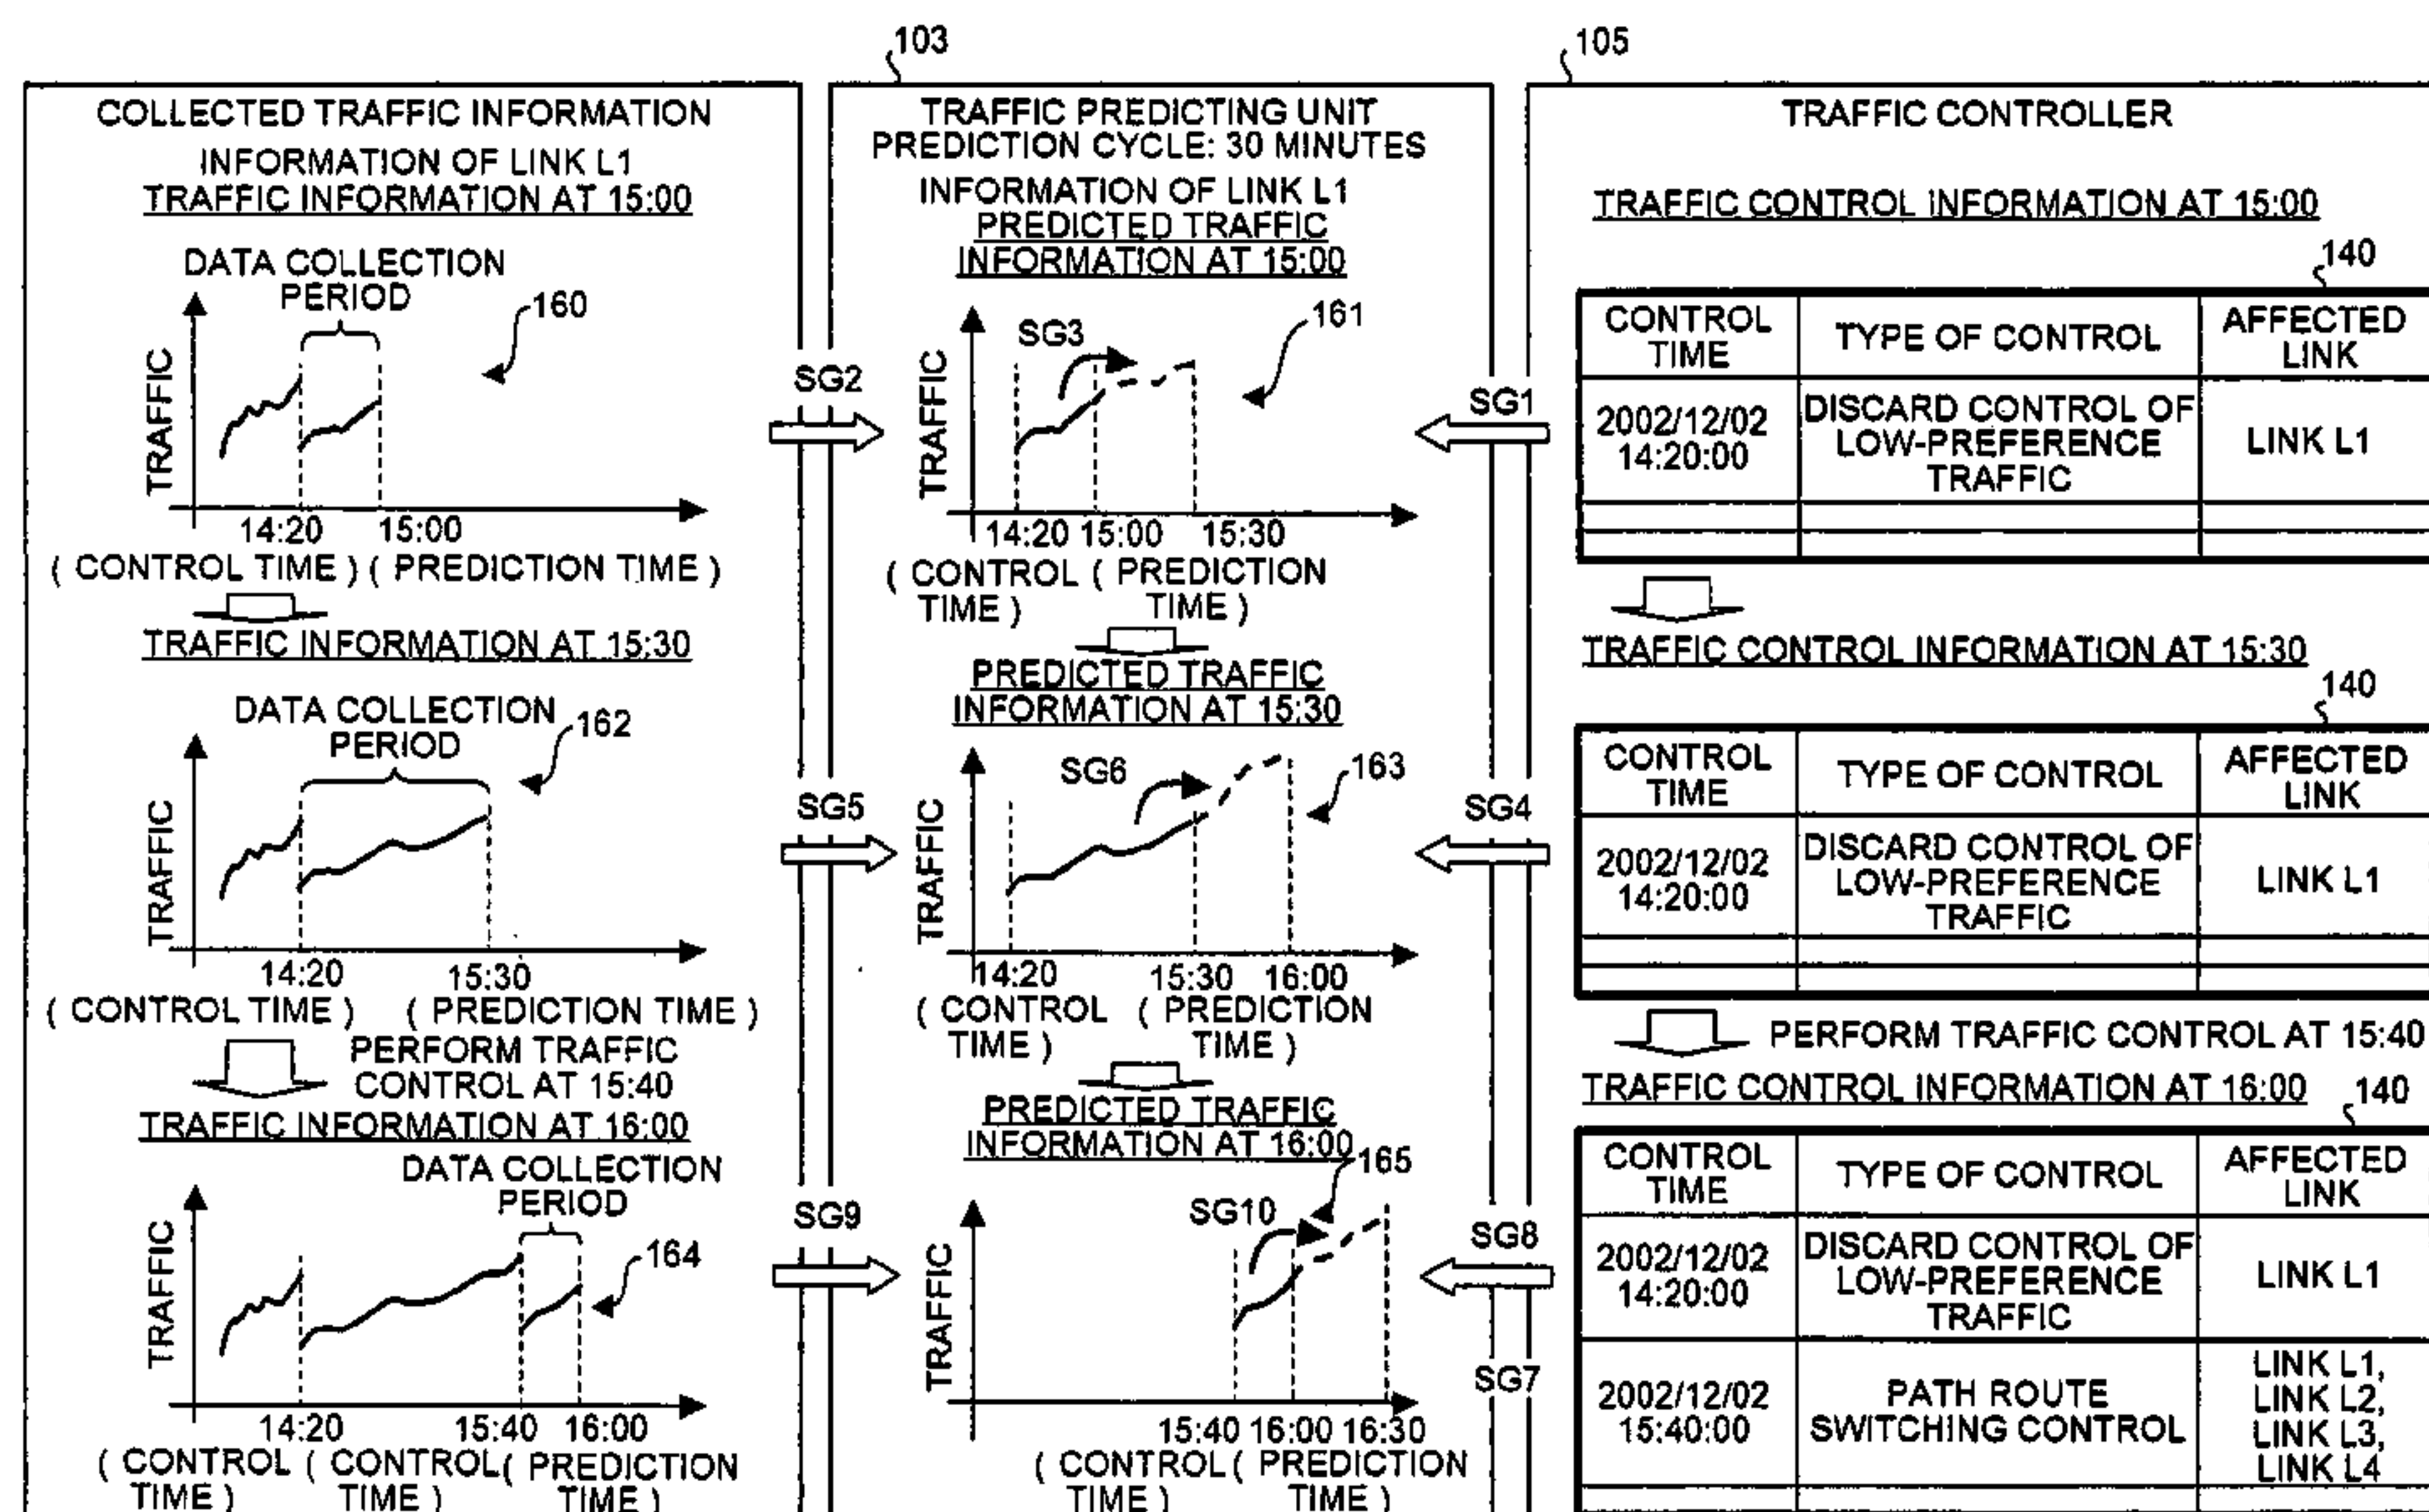 103
105
COLLECTED TRAFFIC INFORMATION
INFORMATION OF LINK L1
TRAFFIC INFORMATION AT 15:00
DATA COLLECTION
PERIOD
160
TRAFFIC
14:20 15:00
( CONTROL TIME ) ( PREDICTION TIME )
TRAFFIC INFORMATION AT 15:30
DATA COLLECTION
PERIOD
162
TRAFFIC
14:20 15:30
( CONTROL TIME ) ( PREDICTION TIME )
PERFORM TRAFFIC
CONTROL AT 15:40
TRAFFIC INFORMATION AT 16:00
DATA COLLECTION
PERIOD
164
TRAFFIC
14:20 15:40 16:00
( CONTROL ( CONTROL ( PREDICTION
TIME ) TIME ) TIME )
SG2
SG5
SG9
TRAFFIC PREDICTING UNIT
PREDICTION CYCLE: 30 MINUTES
INFORMATION OF LINK L1
PREDICTED TRAFFIC
INFORMATION AT 15:00
SG3
161
TRAFFIC
14:20 15:00 15:30
( CONTROL ( PREDICTION
TIME ) TIME )
PREDICTED TRAFFIC
INFORMATION AT 15:30
SG6
163
TRAFFIC
14:20 15:30 16:00
( CONTROL ( PREDICTION
TIME ) TIME )
PREDICTED TRAFFIC
INFORMATION AT 16:00
165
SG10
TRAFFIC
15:40 16:00 16:30
( CONTROL ( PREDICTION
TIME ) TIME )
SG1
SG4
SG8
SG7
TRAFFIC CONTROLLER
TRAFFIC CONTROL INFORMATION AT 15:00
140
CONTROL
TIME
TYPE OF CONTROL
AFFECTED
LINK
2002/12/02
14:20:00
DISCARD CONTROL OF
LOW-PREFERENCE
TRAFFIC
LINK L1
TRAFFIC CONTROL INFORMATION AT 15:30
140
CONTROL
TIME
TYPE OF CONTROL
AFFECTED
LINK
2002/12/02
14:20:00
DISCARD CONTROL OF
LOW-PREFERENCE
TRAFFIC
LINK L1
PERFORM TRAFFIC CONTROL AT 15:40
TRAFFIC CONTROL INFORMATION AT 16:00
140
CONTROL
TIME
TYPE OF CONTROL
AFFECTED
LINK
2002/12/02
14:20:00
DISCARD CONTROL OF
LOW-PREFERENCE
TRAFFIC
LINK L1
2002/12/02
15:40:00
PATH ROUTE
SWITCHING CONTROL
LINK L1,
LINK L2,
LINK L3,
LINK L4